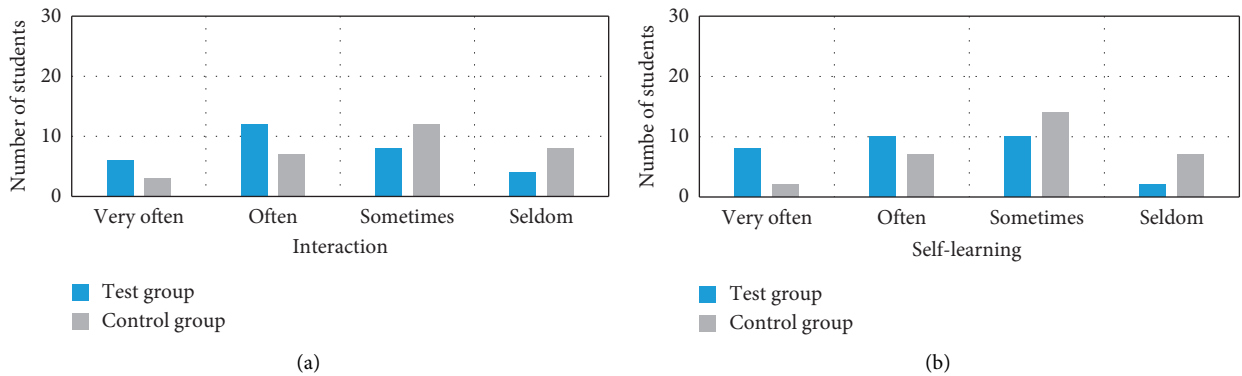 Number of students
30
20
10
0
Very often Often Sometimes Seldom
Interaction
Test group
Control group
(a)
Numbe of students
30
20
10
0
Very often Often Sometimes Seldom
Self-learning
Test group
Control group
(b)